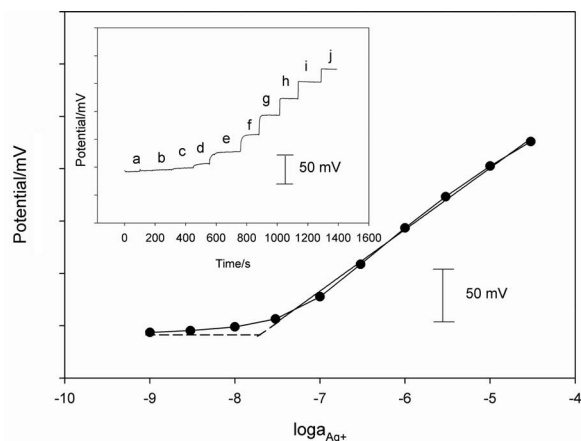 Potential/mV
Potential/mV
a b c d e f g h i j
50 mV
0 200 400 600 800 1000 1200 1400 1600
Time/s
50 mV
-10 -9 -8 -7 -6 -5 -4
loga_Ag+